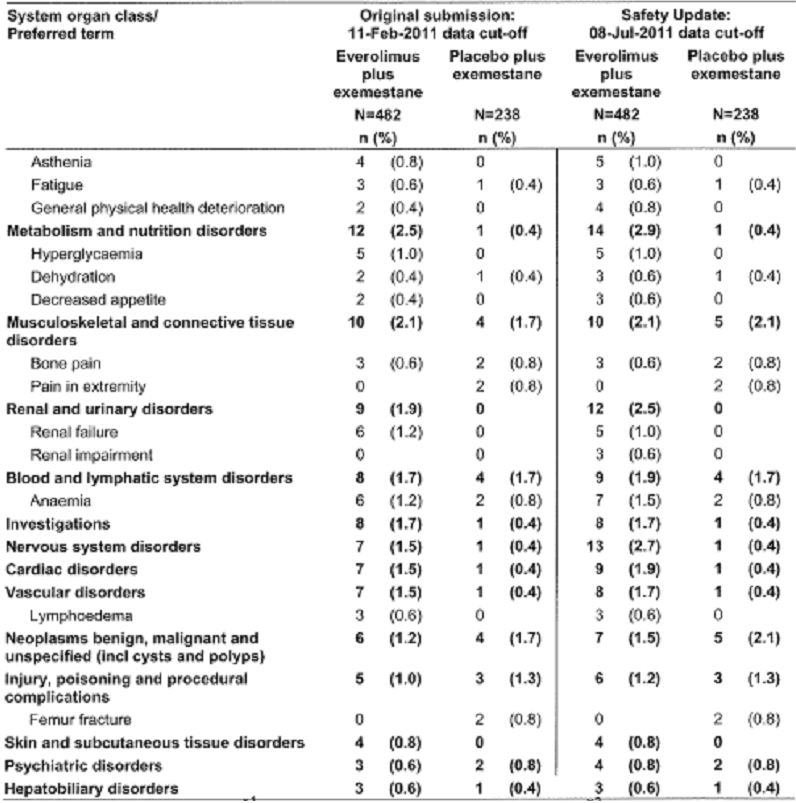 System organ class/ Original submission: Safety Update:
Preferred term 11-Feb-2011 data cut-off 08-Jul-2011 data cut-off
Everolimus Placebo plus Everolimus Placebo plus
plus exemestane plus exemestane
exemestane exemestane
N=482 N=238 N=482 N=238
n (%) n (%) n (%) n (%)
Asthenia 4 (0.8) 0 5 (1.0) 0
Fatigue 3 (0.6) 1 (0.4) 3 (0.6) 1 (0.4)
General physical health deterioration 2 (0.4) 0 4 (0.8) 0
Metabolism and nutrition disorders 12 (2.5) 1 (0.4) 14 (2.9) 1 (0.4)
Hyperglycaemia 5 (1.0) 0 5 (1.0) 0
Dehydration 2 (0.4) 1 (0.4) 3 (0.6) 1 (0.4)
Decreased appetite 2 (0.4) 0 3 (0.6) 0
Musculoskeletal and connective tissue 10 (2.1) 4 (1.7) 10 (2.1) 5 (2.1)
disorders
Bone pain 3 (0.6) 2 (0.8) 3 (0.6) 2 (0.8)
Pain in extremity 0 2 (0.8) 0 2 (0.8)
Renal and urinary disorders 9 (1.9) 0 12 (2.5) 0
Renal failure 6 (1.2) 0 5 (1.0) 0
Renal impairment 0 0 3 (0.6) 0
Blood and lymphatic system disorders 8 (1.7) 4 (1.7) 9 (1.9) 4 (1.7)
Anaemia 6 (1.2) 2 (0.8) 7 (1.5) 2 (0.8)
Investigations 8 (1.7) 1 (0.4) 8 (1.7) 1 (0.4)
Nervous system disorders 7 (1.5) 1 (0.4) 13 (2.7) 1 (0.4)
Cardiac disorders 7 (1.5) 1 (0.4) 9 (1.9) 1 (0.4)
Vascular disorders 7 (1.5) 1 (0.4) 8 (1.7) 1 (0.4)
Lymphoedema 3 (0.6) 0 3 (0.6) 0
Neoplasms benign, malignant and 6 (1.2) 4 (1.7) 7 (1.5) 5 (2.1)
unspecified (incl cysts and polyps)
Injury, poisoning and procedural 5 (1.0) 3 (1.3) 6 (1.2) 3 (1.3)
complications
Femur fracture 0 2 (0.8) 0 2 (0.8)
Skin and subcutaneous tissue disorders 4 (0.8) 0 4 (0.8) 0
Psychiatric disorders 3 (0.6) 2 (0.8) 4 (0.8) 2 (0.8)
Hepatobiliary disorders 3 (0.6) 1 (0.4) 3 (0.6) 1 (0.4)